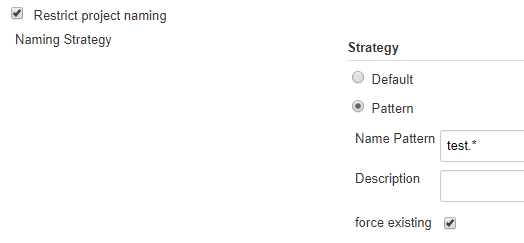 Restrict project naming
Naming Strategy
Strategy
Default
Pattern
Name Pattern test.*
Description
force existing